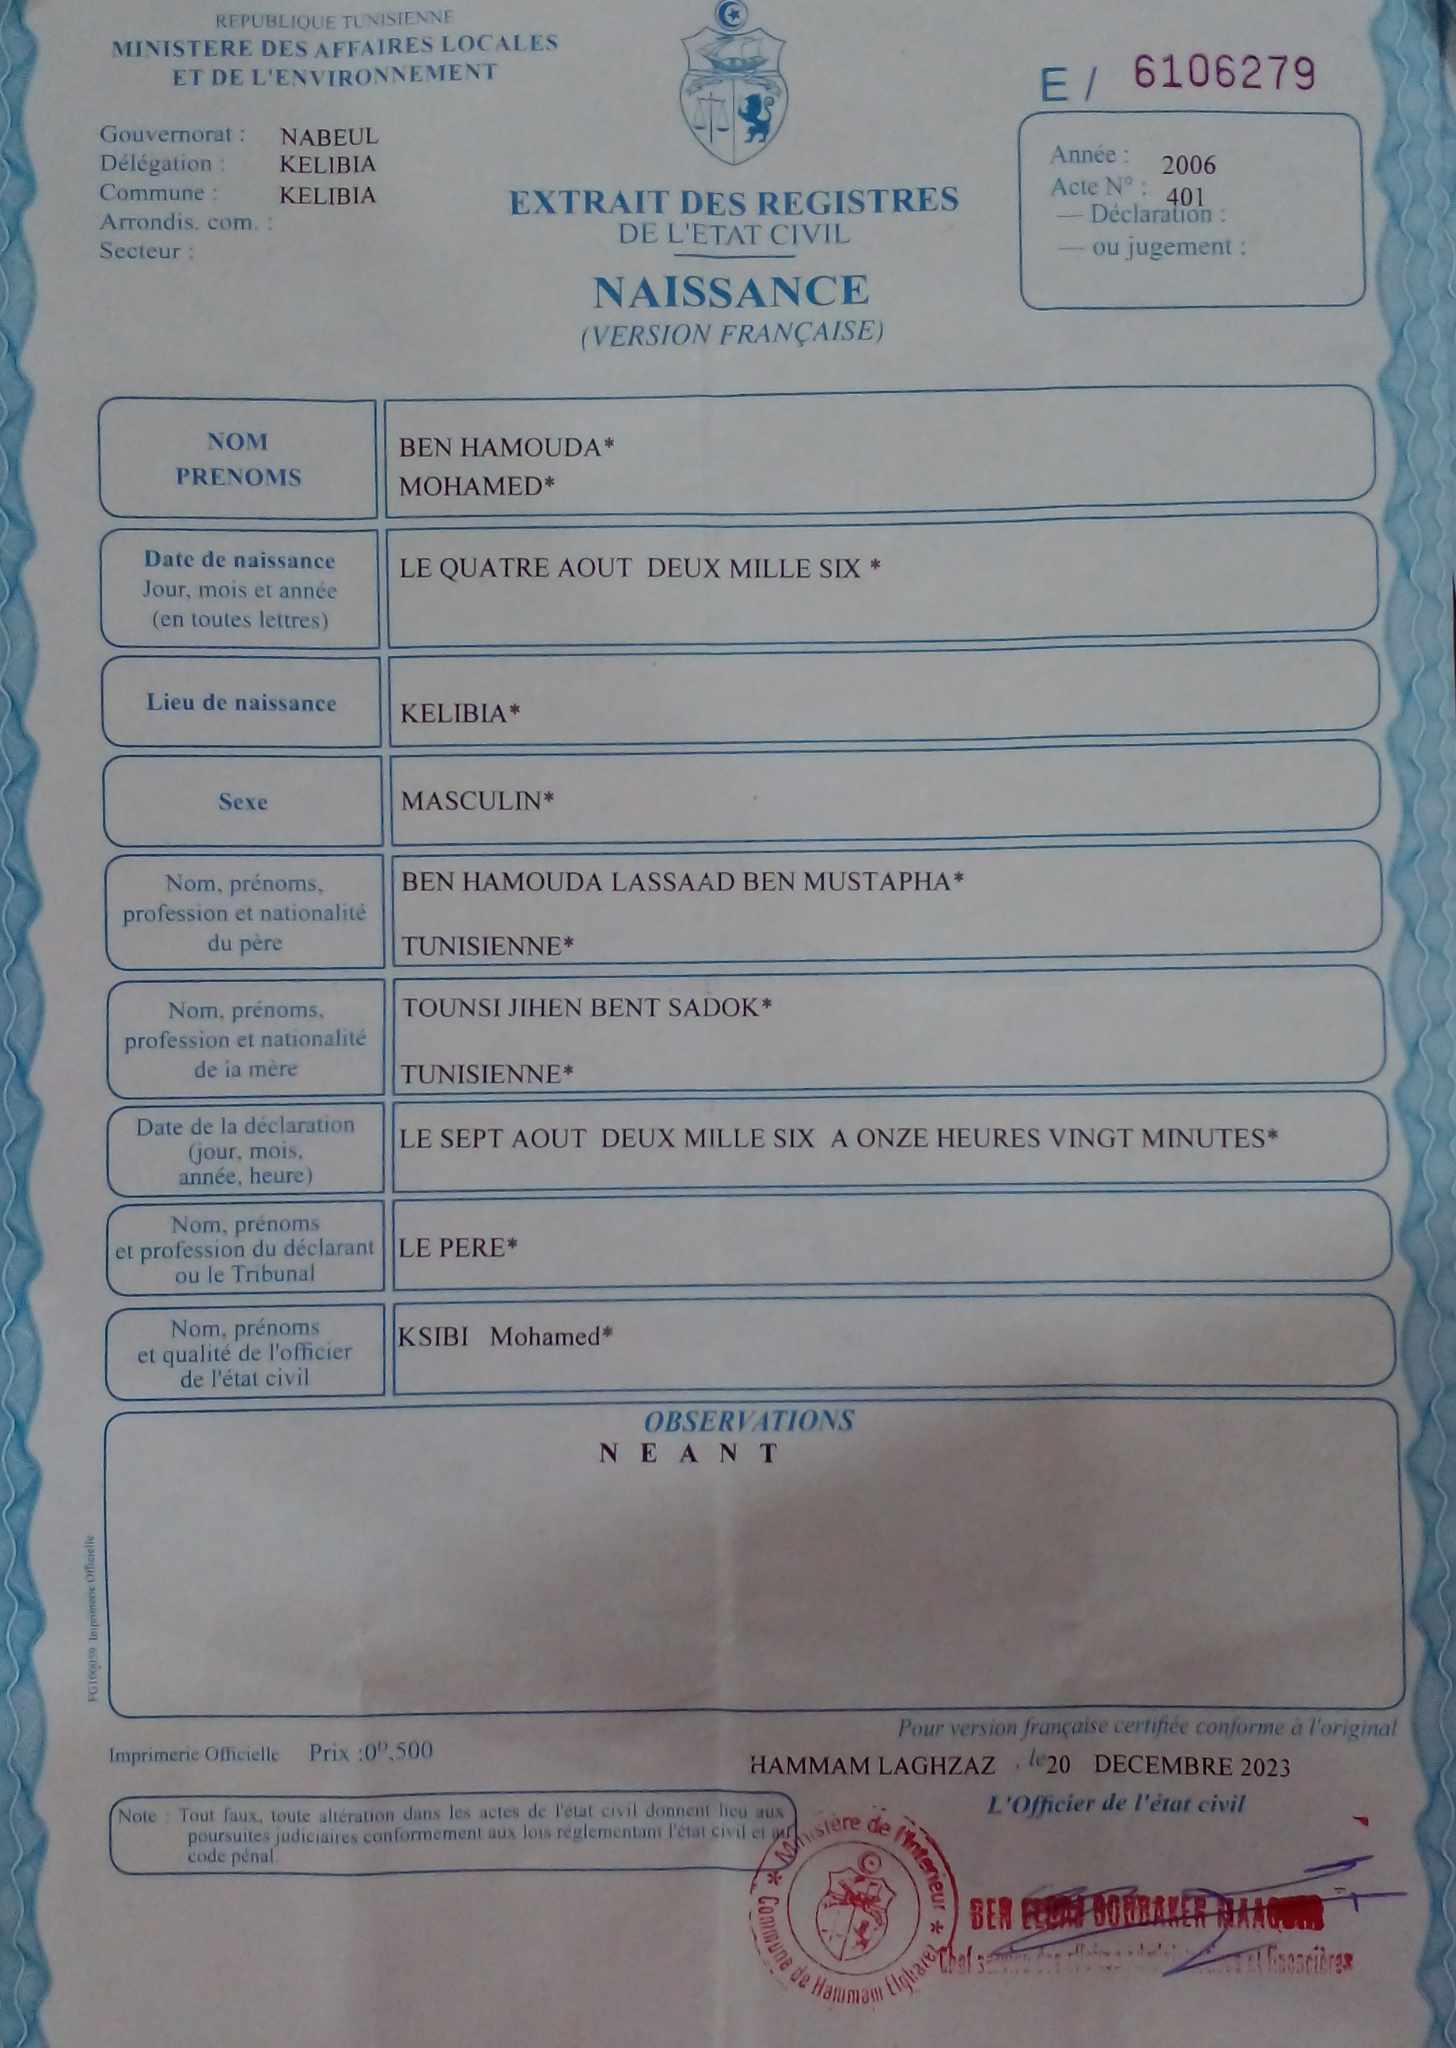 REPUBLIQUE TUNISIENNE
MINISTERE DES AFFAIRES LOCALES
ET DE L'ENVIRONNEMENT
E / 6106279
Gouvernorat : NABEUL
Délégation : KELIBIA
Commune : KELIBIA
Arrondis. com. :
Secteur :
EXTRAIT DES REGISTRES
DE L'ETAT CIVIL
NAISSANCE
(VERSION FRANÇAISE)
Année : 2006
Acte N° : 401
— Déclaration :
— ou jugement :
NOM
PRENOMS
BEN HAMOUDA*
MOHAMED*
Date de naissance
Jour, mois et année
(en toutes lettres)
LE QUATRE AOUT DEUX MILLE SIX *
Lieu de naissance
KELIBIA*
Sexe
MASCULIN*
Nom, prénoms,
profession et nationalité
du père
BEN HAMOUDA LASSAAD BEN MUSTAPHA*
TUNISIENNE*
Nom, prénoms,
profession et nationalité
de la mère
TOUNSI JIHEN BENT SADOK*
TUNISIENNE*
Date de la déclaration
(jour, mois,
année, heure)
LE SEPT AOUT DEUX MILLE SIX A ONZE HEURES VINGT MINUTES*
Nom, prénoms
et profession du déclarant
ou le Tribunal
LE PERE*
Nom, prénoms
et qualité de l'officier
de l'état civil
KSIBI Mohamed*
OBSERVATIONS
N E A N T
Imprimerie Officielle
Pour version française certifiée conforme à l'original
Imprimerie Officielle Prix :0ᴰ,500
HAMMAM LAGHZAZ , le 20 DECEMBRE 2023
L'Officier de l'état civil
Note : Tout faux, toute altération dans les actes de l'état civil donnent lieu aux
poursuites judiciaires conformement aux lois réglementant l'état civil et au
code pénal.
* Ministère de l'Interieur *
Commune de Hammam
BEN BOUBAKER
Chef et financières